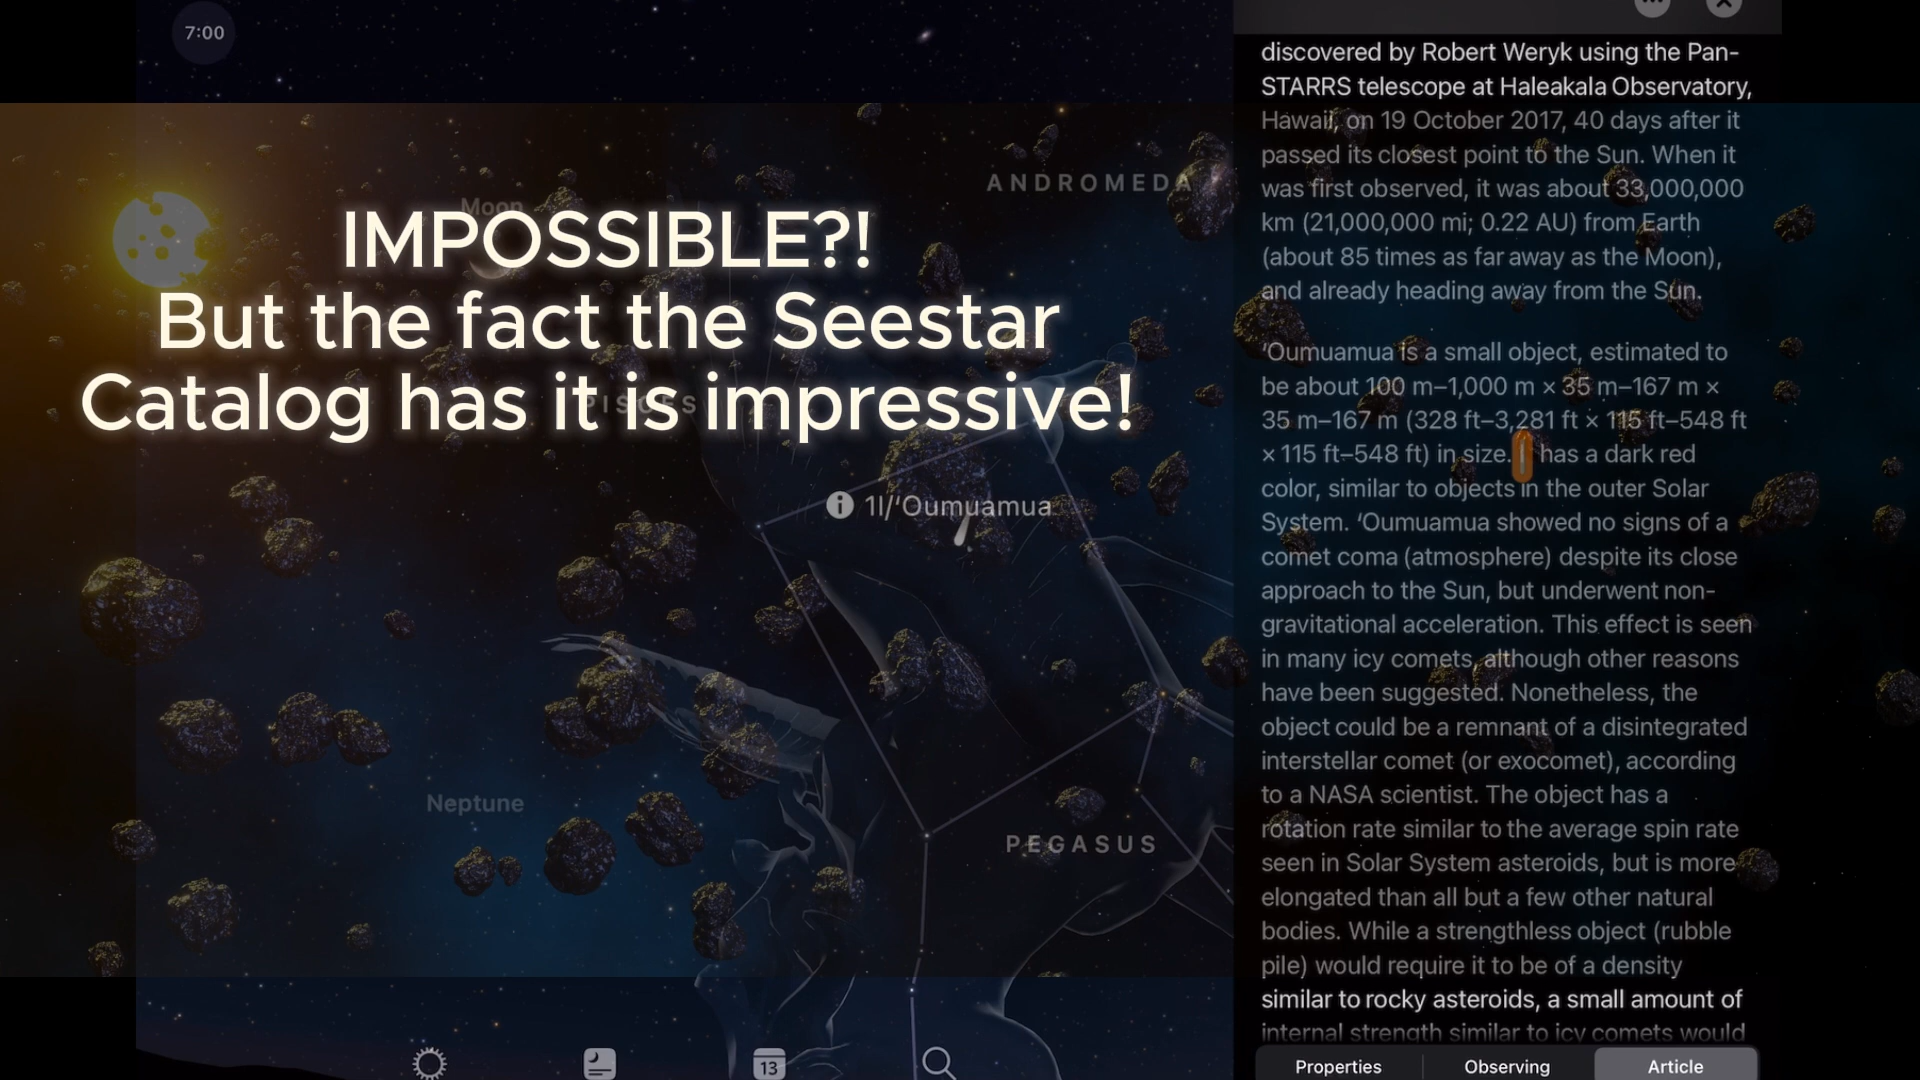 7:00
Moon
ANDROMEDA
IMPOSSIBLE?!
But the fact the Seestar
Catalog has it is impressive!
PISCES
1I/‘Oumuamua
Neptune
PEGASUS
13
discovered by Robert Weryk using the Pan-
STARRS telescope at Haleakala Observatory,
Hawaii, on 19 October 2017, 40 days after it
passed its closest point to the Sun. When it
was first observed, it was about 33,000,000
km (21,000,000 mi; 0.22 AU) from Earth
(about 85 times as far away as the Moon),
and already heading away from the Sun.
‘Oumuamua is a small object, estimated to
be about 100 m–1,000 m × 35 m–167 m ×
35 m–167 m (328 ft–3,281 ft × 115 ft–548 ft
× 115 ft–548 ft) in size. has a dark red
color, similar to objects in the outer Solar
System. ‘Oumuamua showed no signs of a
comet coma (atmosphere) despite its close
approach to the Sun, but underwent non-
gravitational acceleration. This effect is seen
in many icy comets, although other reasons
have been suggested. Nonetheless, the
object could be a remnant of a disintegrated
interstellar comet (or exocomet), according
to a NASA scientist. The object has a
rotation rate similar to the average spin rate
seen in Solar System asteroids, but is more
elongated than all but a few other natural
bodies. While a strengthless object (rubble
pile) would require it to be of a density
similar to rocky asteroids, a small amount of
internal strength similar to icy comets would
Properties
Observing
Article